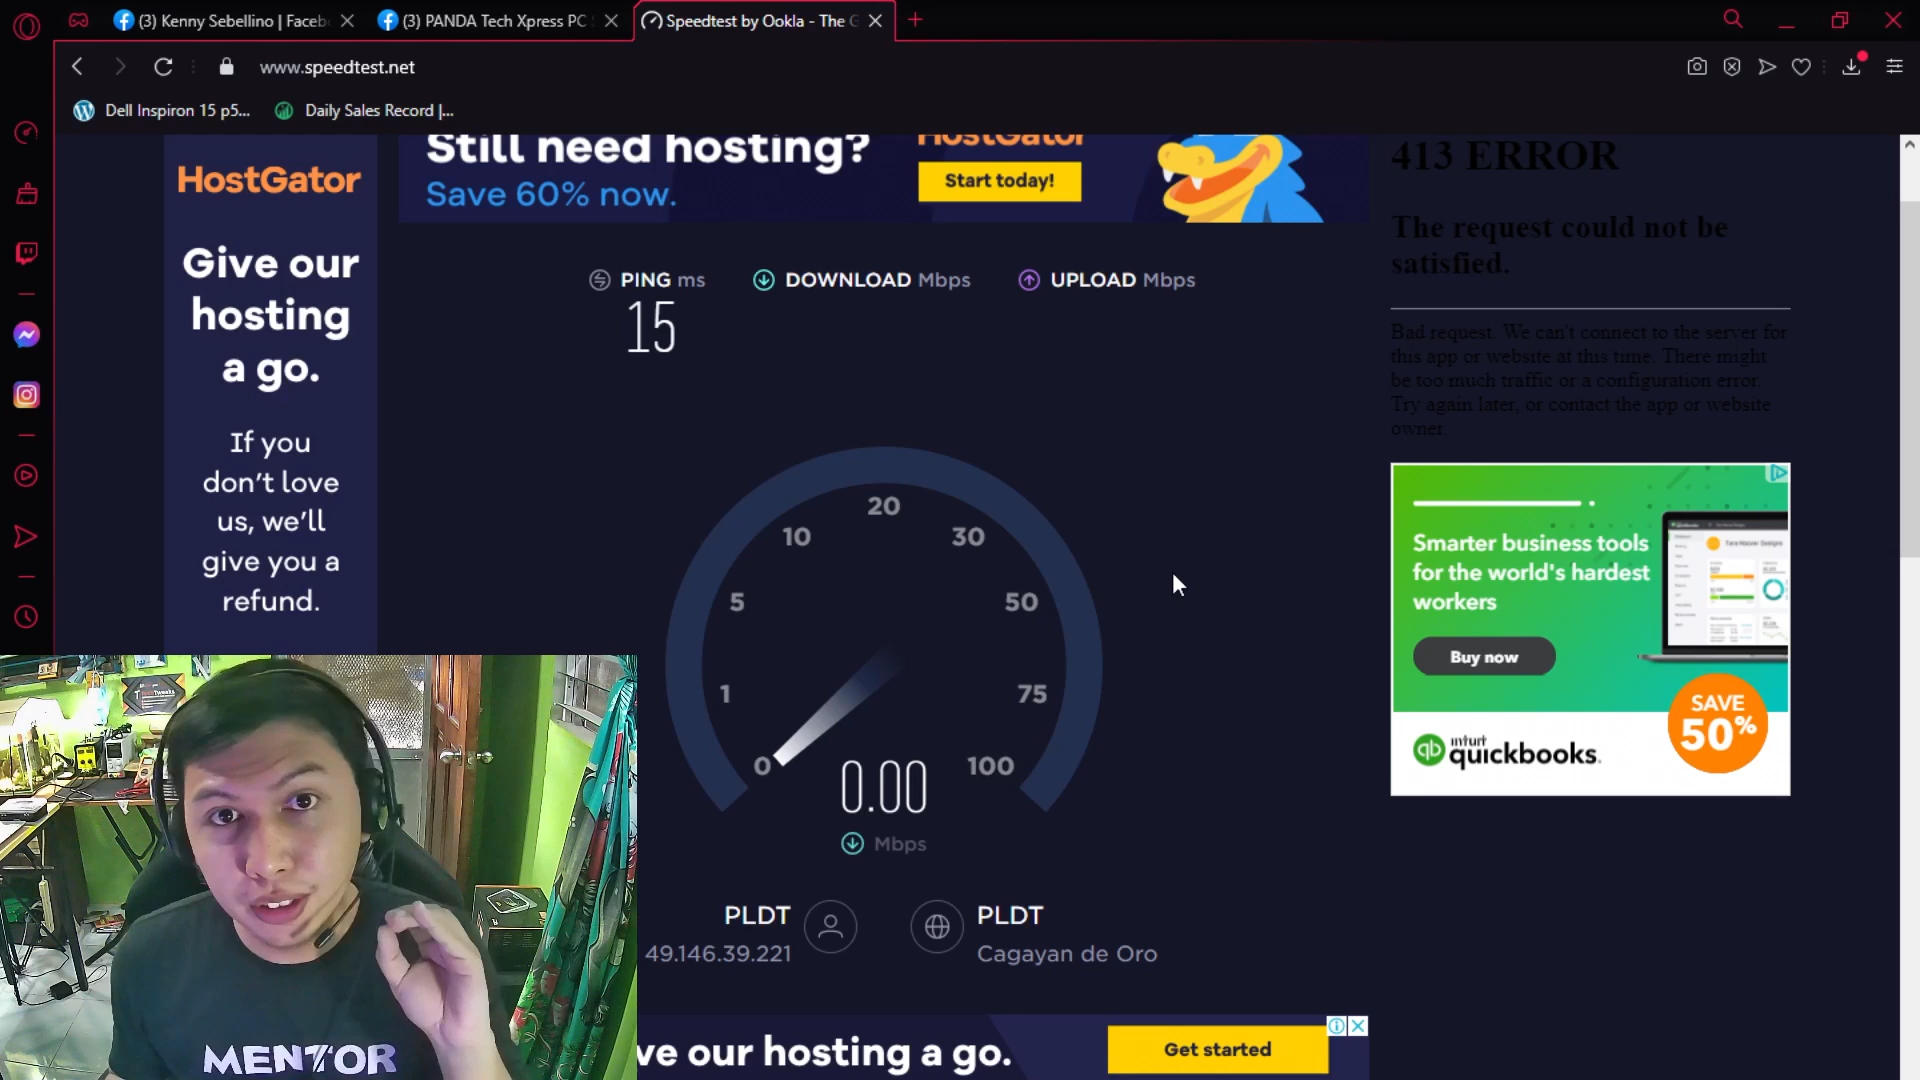 (3) Kenny Sebellino | Faceb
(3) PANDA Tech Xpress PC
Speedtest by Ookla - The G
www.speedtest.net
Dell Inspiron 15 p5...
Daily Sales Record |...
HostGator
Give our
hosting
a go.
If you
don't love
us, we'll
give you a
refund.
Still need hosting?
Save 60% now.
HostGator
Start today!
PING ms
15
DOWNLOAD Mbps
UPLOAD Mbps
0
1
5
10
20
30
50
75
100
0.00
Mbps
PLDT
49.146.39.221
PLDT
Cagayan de Oro
413 ERROR
The request could not be
satisfied.
Bad request. We can't connect to the server for
this app or website at this time. There might
be too much traffic or a configuration error.
Try again later, or contact the app or website
owner.
Smarter business tools
for the world's hardest
workers
Buy now
SAVE
50%
intuit
quickbooks.
ve our hosting a go.
Get started
MENTOR